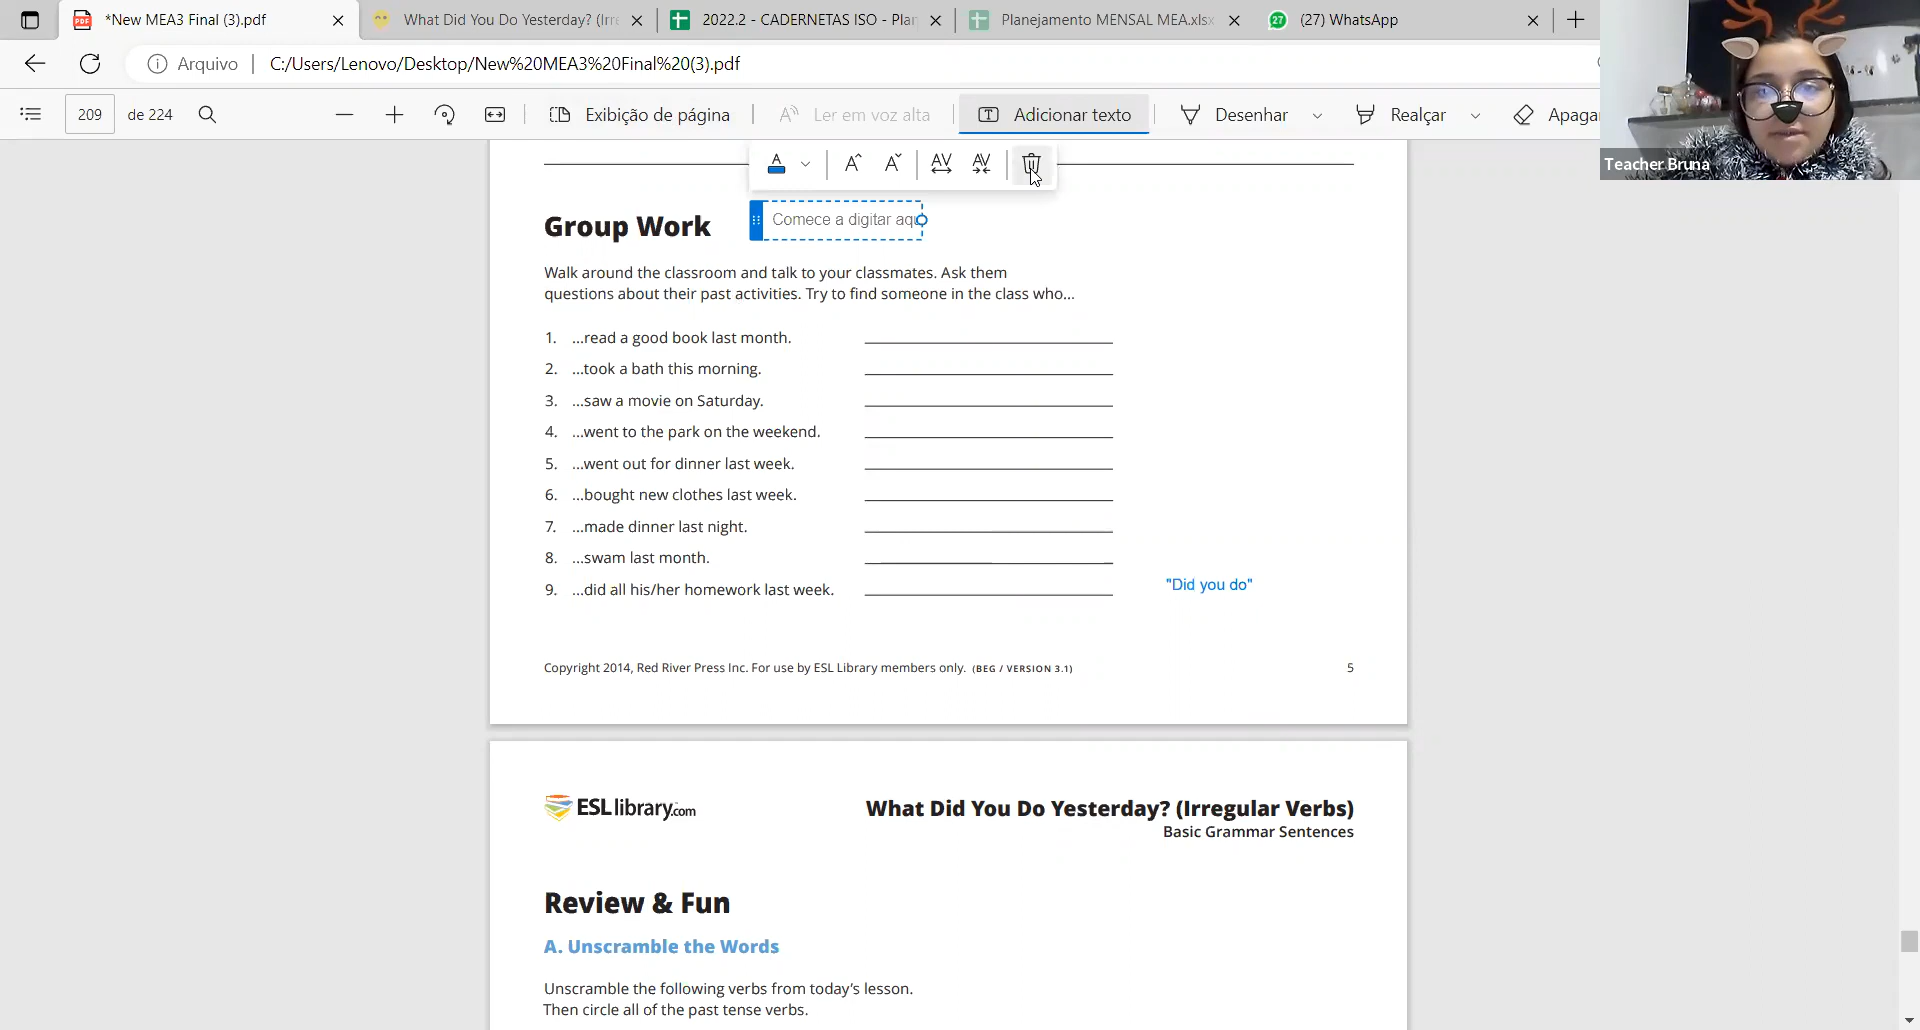 *New MEA3 Final (3).pdf
What Did You Do Yesterday? (Irre
2022.2 - CADERNETAS ISO - Plan
Planejamento MENSAL MEA.xlsx
27
(27) WhatsApp
Arquivo
C:/Users/Lenovo/Desktop/New%20MEA3%20Final%20(3).pdf
209
de 224
Exibição de página
Ler em voz alta
Adicionar texto
Desenhar
Realçar
Apagar
Teacher Bruna
Group Work
Comece a digitar aqu
Walk around the classroom and talk to your classmates. Ask them
questions about their past activities. Try to find someone in the class who...
1. ...read a good book last month.
2. ...took a bath this morning.
3. ...saw a movie on Saturday.
4. ...went to the park on the weekend.
5. ...went out for dinner last week.
6. ...bought new clothes last week.
7. ...made dinner last night.
8. ...swam last month.
9. ...did all his/her homework last week.
"Did you do"
Copyright 2014, Red River Press Inc. For use by ESL Library members only. (BEG / VERSION 3.1)
5
ESLlibrary.com
What Did You Do Yesterday? (Irregular Verbs)
Basic Grammar Sentences
Review & Fun
A. Unscramble the Words
Unscramble the following verbs from today's lesson.
Then circle all of the past tense verbs.